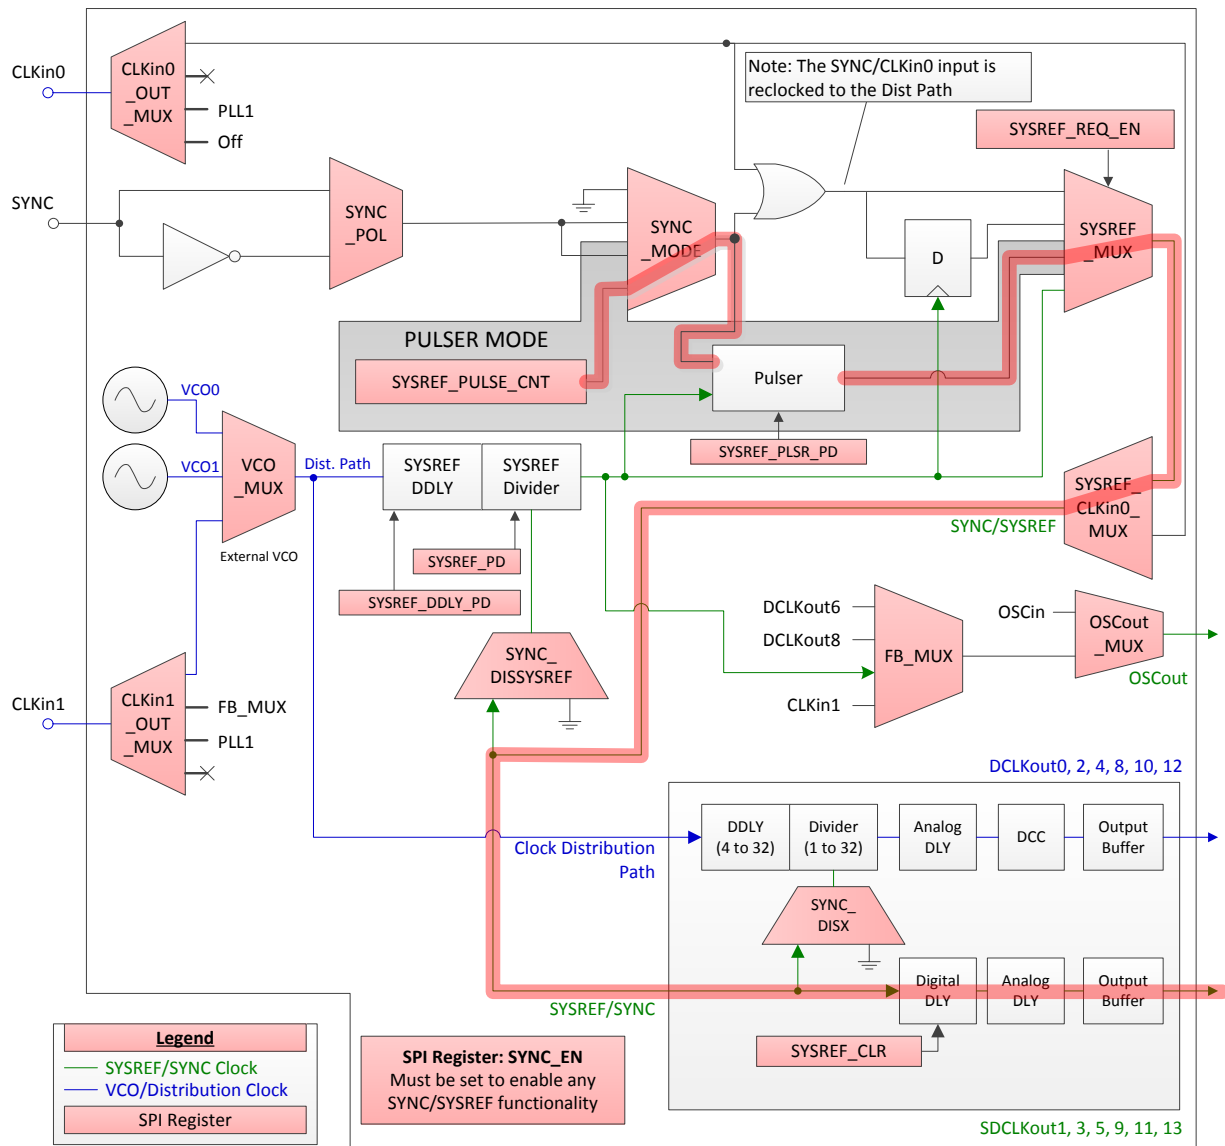 CLKin0
CLKin0
_OUT
_MUX
PLL1
Off
Note: The SYNC/CLKin0 input is
reclocked to the Dist Path
SYSREF_REQ_EN
SYNC
SYNC
_POL
SYNC
_MODE
D
SYSREF
_MUX
PULSER MODE
SYSREF_PULSE_CNT
Pulser
SYSREF_PLSR_PD
VCO0
VCO1
VCO
_MUX
External VCO
Dist. Path
SYSREF
DDLY
SYSREF
Divider
SYSREF_PD
SYSREF_DDLY_PD
SYNC/SYSREF
SYSREF_
CLKin0_
MUX
SYNC_
DISSYSREF
DCLKout6
DCLKout8
CLKin1
FB_MUX
OSCin
OSCout
_MUX
OSCout
CLKin1
CLKin1
_OUT
_MUX
FB_MUX
PLL1
DCLKout0, 2, 4, 8, 10, 12
Clock Distribution
Path
DDLY
(4 to 32)
Divider
(1 to 32)
Analog
DLY
DCC
Output
Buffer
SYNC_
DISX
SYSREF/SYNC
Digital
DLY
Analog
DLY
Output
Buffer
SYSREF_CLR
SDCLKout1, 3, 5, 9, 11, 13
Legend
SYSREF/SYNC Clock
VCO/Distribution Clock
SPI Register
SPI Register: SYNC_EN
Must be set to enable any
SYNC/SYSREF functionality